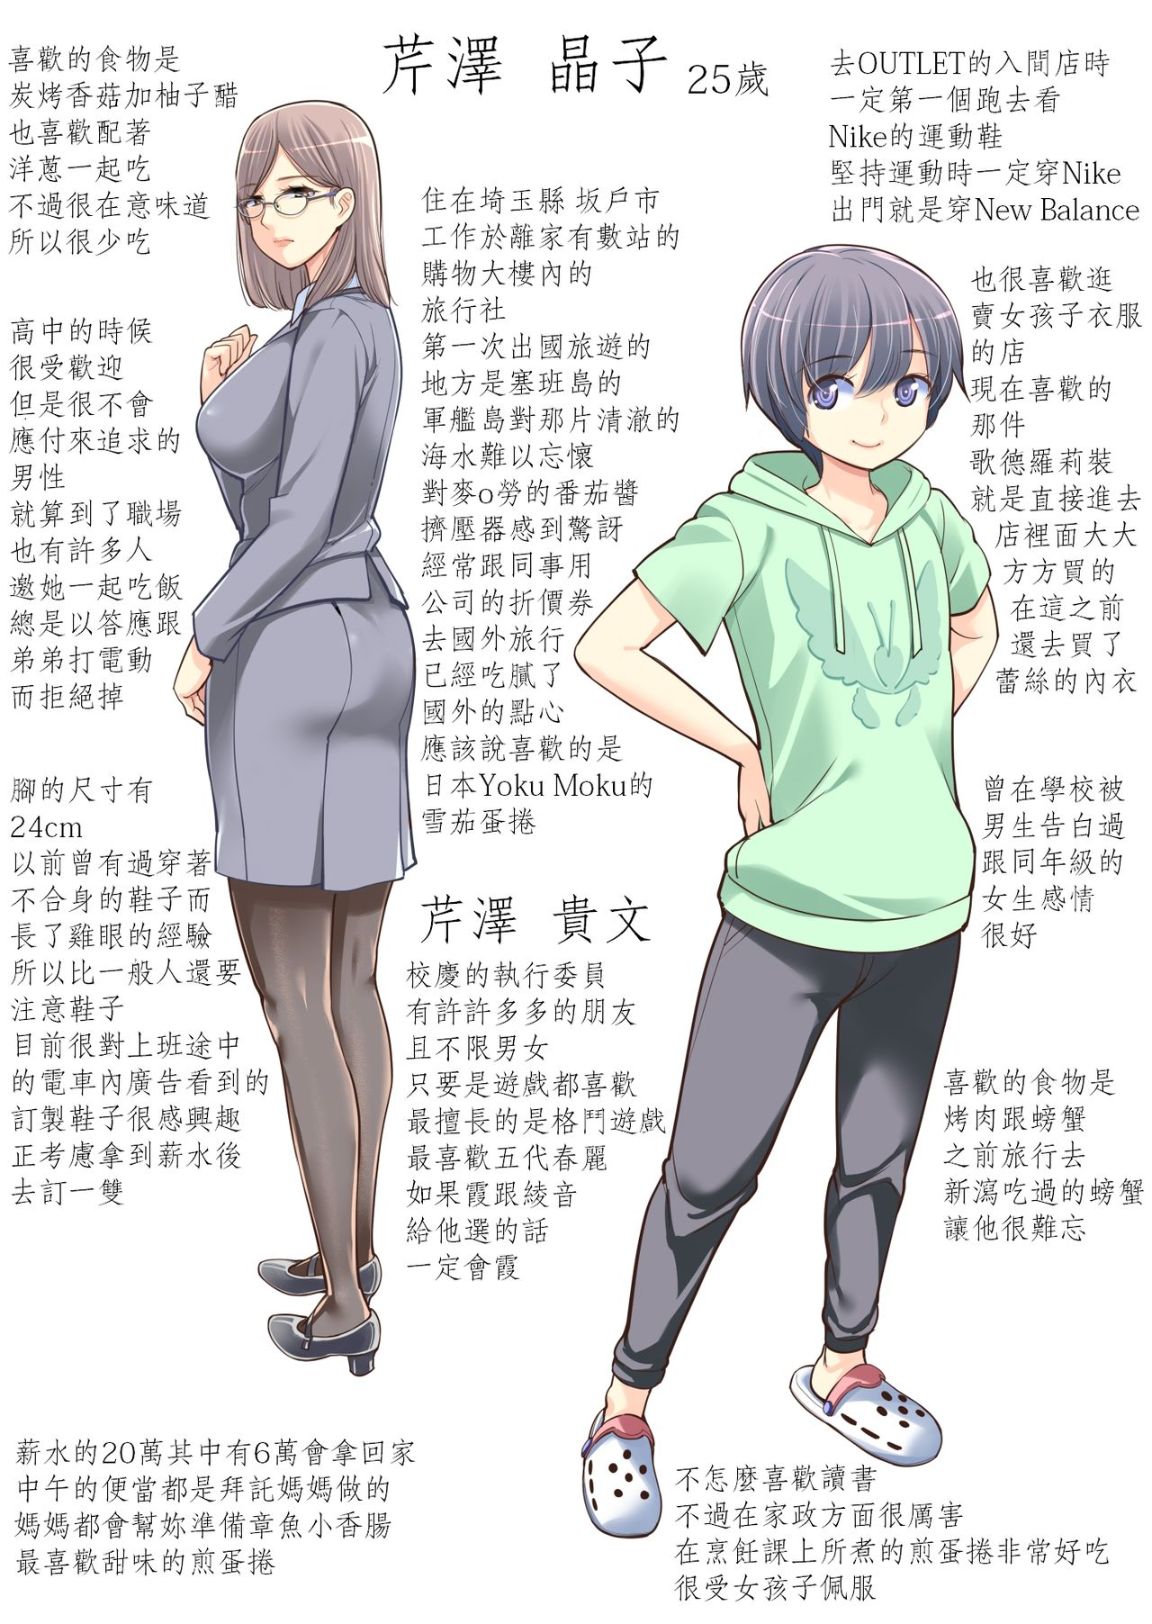 芹澤 晶子 25歲
喜歡的食物是
炭烤香菇加柚子醋
也喜歡配著
洋蔥一起吃
不過很在意味道
所以很少吃
高中的時候
很受歡迎
但是很不會
應付來追求的
男性
就算到了職場
也有許多人
邀她一起吃飯
總是以答應跟
弟弟打電動
而拒絕掉
腳的尺寸有
24cm
以前曾有過穿著
不合身的鞋子而
長了雞眼的經驗
所以比一般人還要
注意鞋子
目前很對上班途中
的電車內廣告看到的
訂製鞋子很感興趣
正考慮拿到薪水後
去訂一雙
薪水的20萬其中有6萬會拿回家
中午的便當都是拜託媽媽做的
媽媽都會幫妳準備章魚小香腸
最喜歡甜味的煎蛋捲
住在埼玉縣 坂戶市
工作於離家有數站的
購物大樓內的
旅行社
第一次出國旅遊的
地方是塞班島的
軍艦島對那片清澈的
海水難以忘懷
對麥o勞的番茄醬
擠壓器感到驚訝
經常跟同事用
公司的折價券
去國外旅行
已經吃膩了
國外的點心
應該說喜歡的是
日本Yoku Moku的
雪茄蛋捲
去OUTLET的入間店時
一定第一個跑去看
Nike的運動鞋
堅持運動時一定穿Nike
出門就是穿New Balance
芹澤 貴文
校慶的執行委員
有許許多多的朋友
且不限男女
只要是遊戲都喜歡
最擅長的是格鬥遊戲
最喜歡五代春麗
如果霞跟綾音
給他選的話
一定會霞
也很喜歡逛
賣女孩子衣服
的店
現在喜歡的
那件
歌德羅莉裝
就是直接進去
店裡面大大
方方買的
在這之前
還去買了
蕾絲的內衣
曾在學校被
男生告白過
跟同年級的
女生感情
很好
喜歡的食物是
烤肉跟螃蟹
之前旅行去
新瀉吃過的螃蟹
讓他很難忘
不怎麼喜歡讀書
不過在家政方面很厲害
在烹飪課上所煮的煎蛋捲非常好吃
很受女孩子佩服